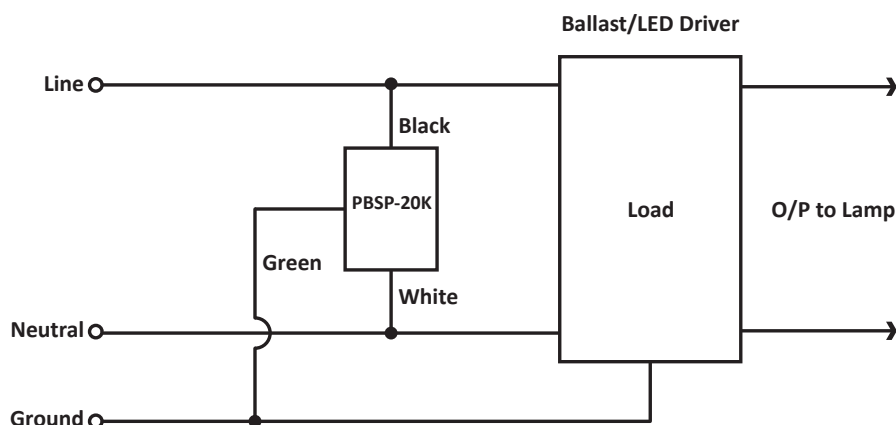 Ballast/LED Driver
Line
Black
PBSP-20K
Load
O/P to Lamp
Green
White
Neutral
Ground